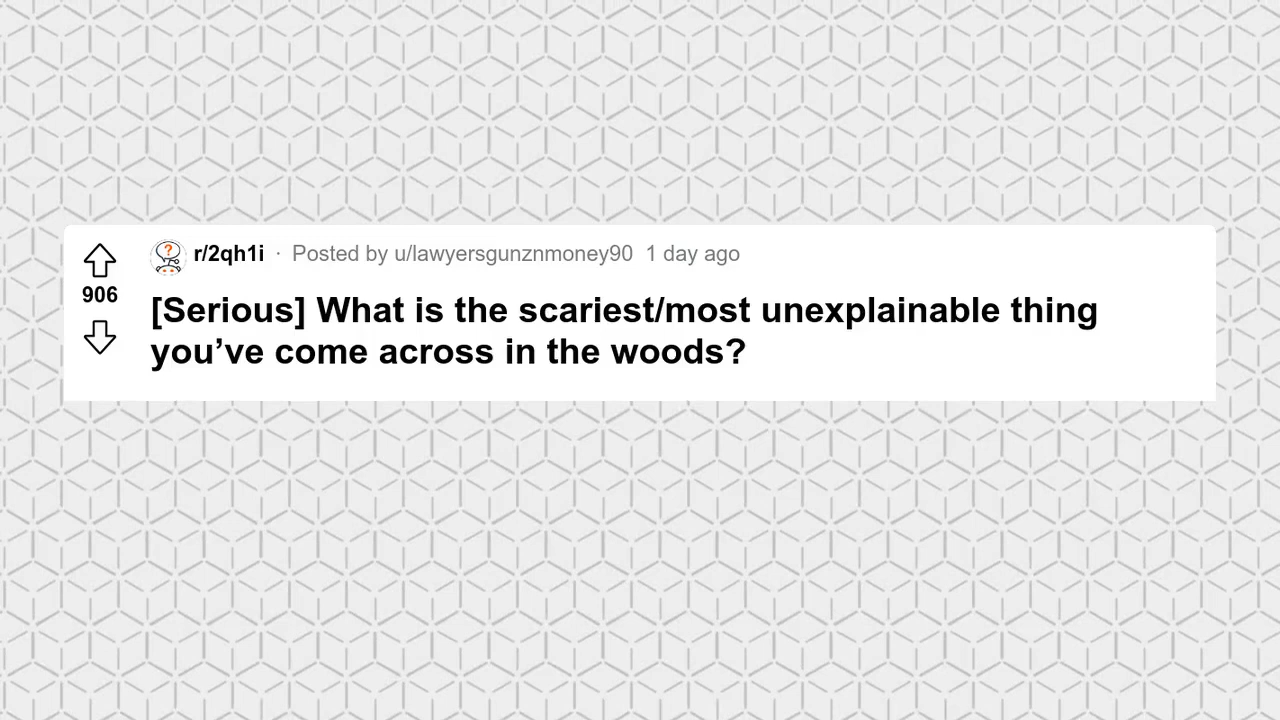 r/2qh1i · Posted by u/lawyersgunznmoney90 1 day ago
906
[Serious] What is the scariest/most unexplainable thing
you’ve come across in the woods?